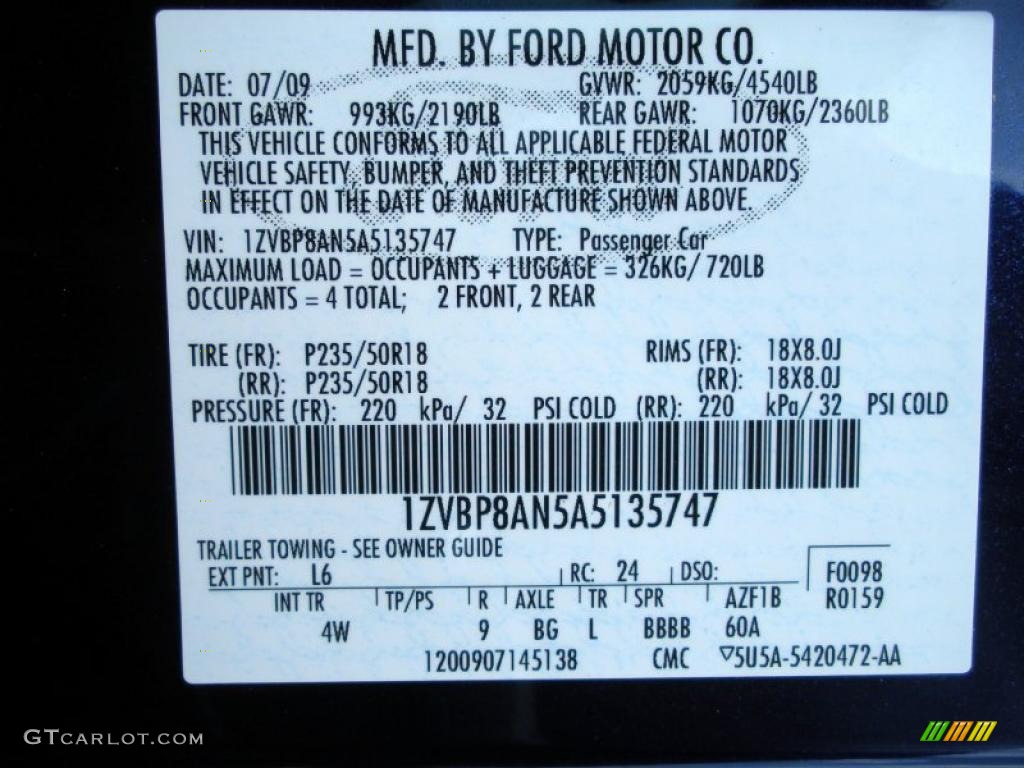 MFD. BY FORD MOTOR CO.
DATE: 07/09 GVWR: 2059KG/4540LB
FRONT GAWR: 993KG/2190LB REAR GAWR: 1070KG/2360LB
THIS VEHICLE CONFORMS TO ALL APPLICABLE FEDERAL MOTOR
VEHICLE SAFETY, BUMPER, AND THEFT PREVENTION STANDARDS
IN EFFECT ON THE DATE OF MANUFACTURE SHOWN ABOVE.
VIN: 1ZVBP8AN5A5135747 TYPE: Passenger Car
MAXIMUM LOAD = OCCUPANTS + LUGGAGE = 326KG/ 720LB
OCCUPANTS = 4 TOTAL; 2 FRONT, 2 REAR
TIRE (FR): P235/50R18 RIMS (FR): 18X8.0J
(RR): P235/50R18 (RR): 18X8.0J
PRESSURE (FR): 220 kPa/ 32 PSI COLD (RR): 220 kPa/ 32 PSI COLD
1ZVBP8AN5A5135747
TRAILER TOWING - SEE OWNER GUIDE
EXT PNT: L6 RC: 24 DSO: F0098
INT TR TP/PS R AXLE TR SPR AZF1B R0159
4W 9 BG L BBBB 60A
1200907145138 CMC ▽5U5A-5420472-AA
GTCARLOT.COM